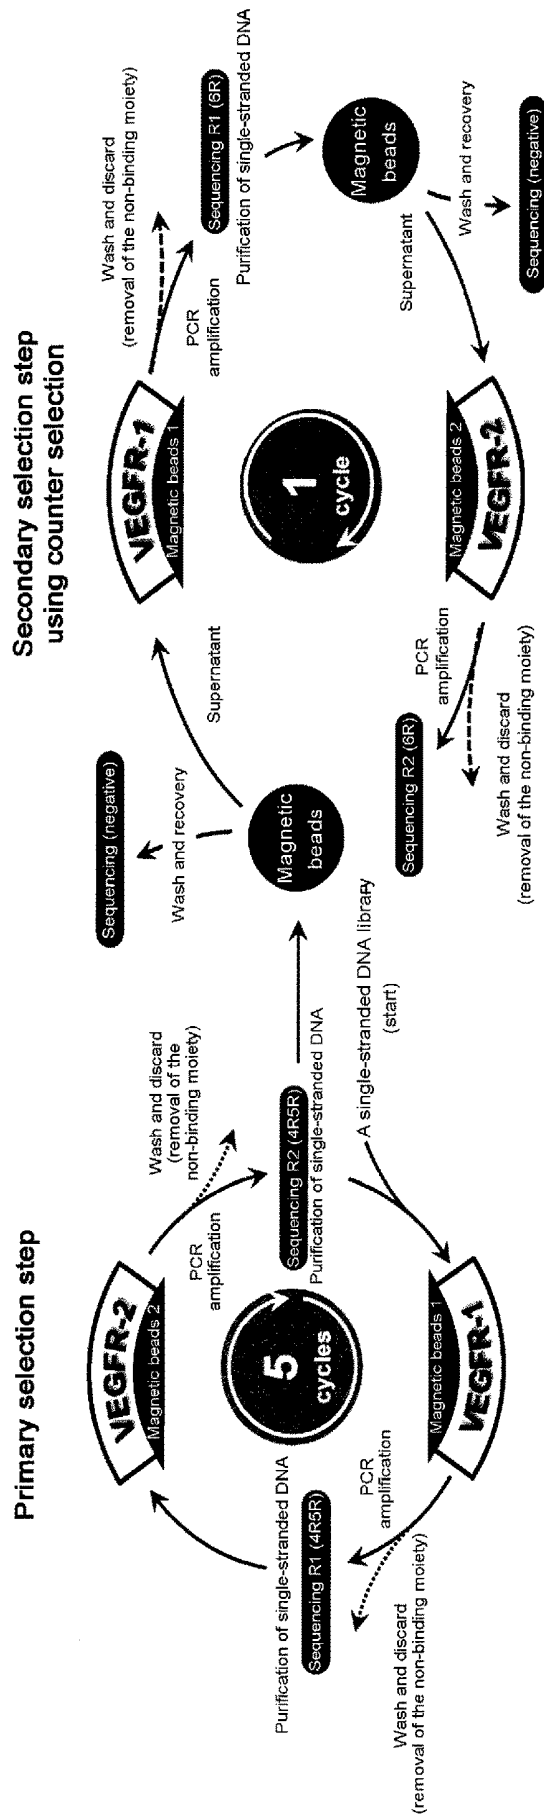 Primary selection step
VEGFR-2
Magnetic beads 2
Wash and discard
(removal of the
non-binding moiety)
PCR
amplification
Sequencing R2 (4R5R)
Purification of single-stranded DNA
5
cycles
Purification of single-stranded DNA
Sequencing R1 (4R5R)
PCR
amplification
Wash and discard
(removal of the non-binding moiety)
Magnetic beads 1
VEGFR-1
A single-stranded DNA library
(start)
Secondary selection step
using counter selection
Sequencing (negative)
Wash and recovery
Magnetic
beads
Supernatant
VEGFR-1
Magnetic beads 1
Wash and discard
(removal of the non-binding moiety)
PCR
amplification
Sequencing R1 (6R)
Purification of single-stranded DNA
1
cycle
Magnetic
beads
Supernatant
Wash and recovery
Sequencing (negative)
Magnetic beads 2
VEGFR-2
PCR
amplification
Sequencing R2 (6R)
Wash and discard
(removal of the non-binding moiety)